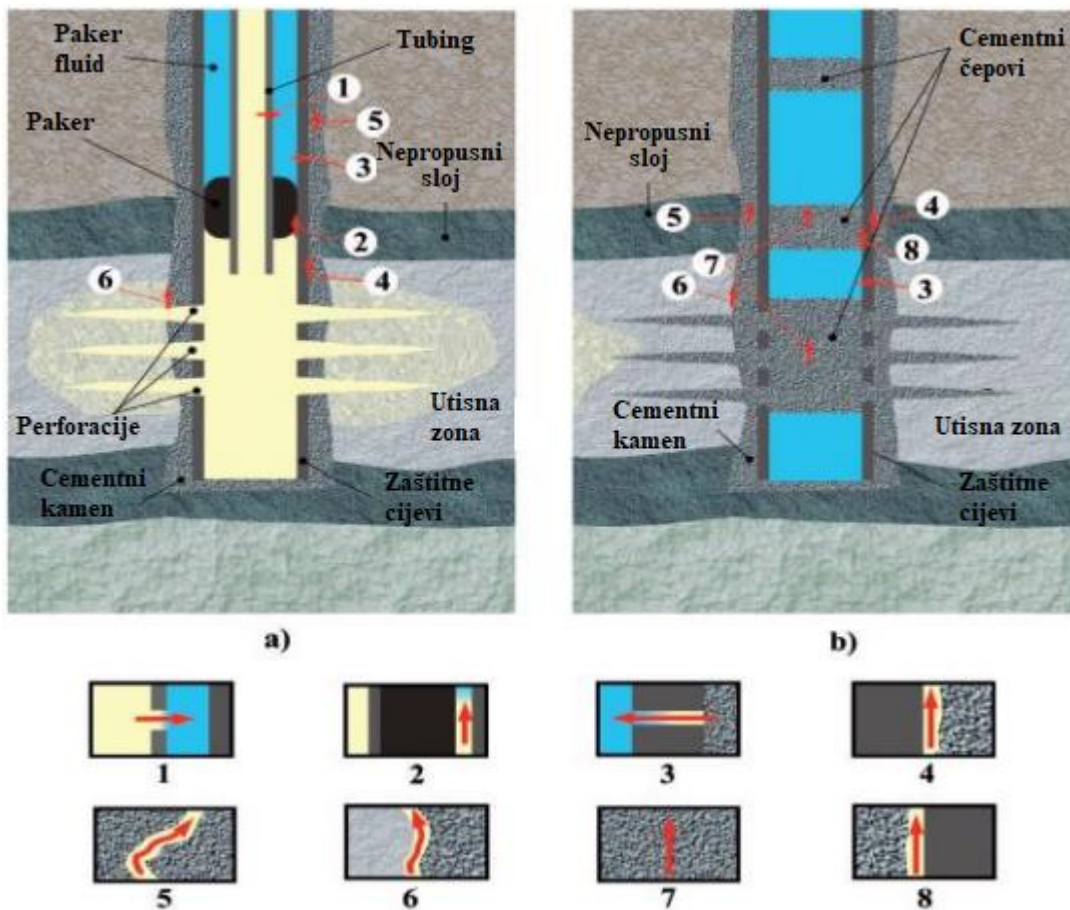 Paker
fluid
Tubing
1
5
Paker
3
Nepropusni
sloj
2
4
6
Perforacije
Utisna
zona
Cementni
kamen
Zaštitne
cijevi
a)
Cementni
čepovi
Nepropusni
sloj
5
4
8
7
6
3
Cementni
kamen
Utisna zona
Zaštitne
cijevi
b)
1
2
3
4
5
6
7
8